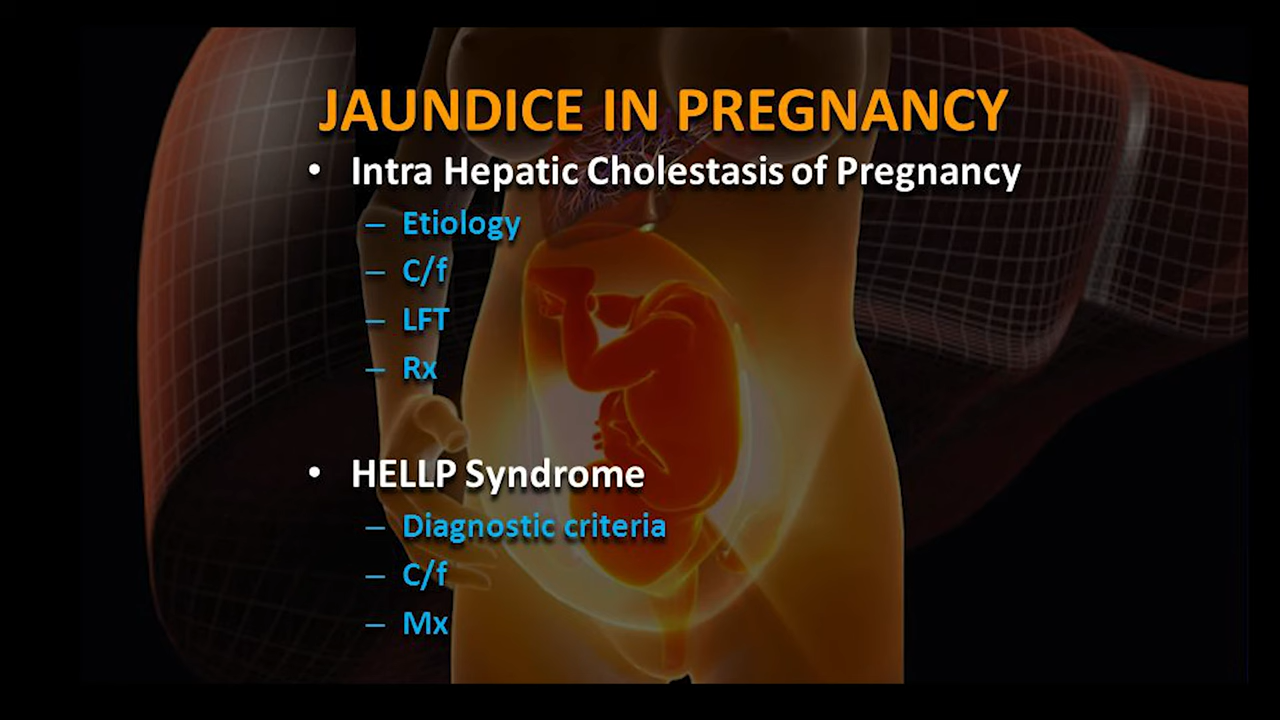 JAUNDICE IN PREGNANCY
• Intra Hepatic Cholestasis of Pregnancy
– Etiology
– C/f
– LFT
– Rx
• HELLP Syndrome
– Diagnostic criteria
– C/f
– Mx